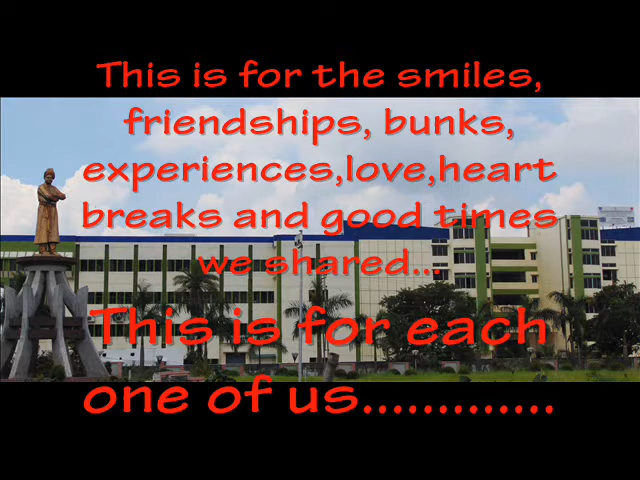 This is for the smiles,
friendships, bunks,
experiences,love,heart
breaks and good times
we shared...
This is for each
one of us.............